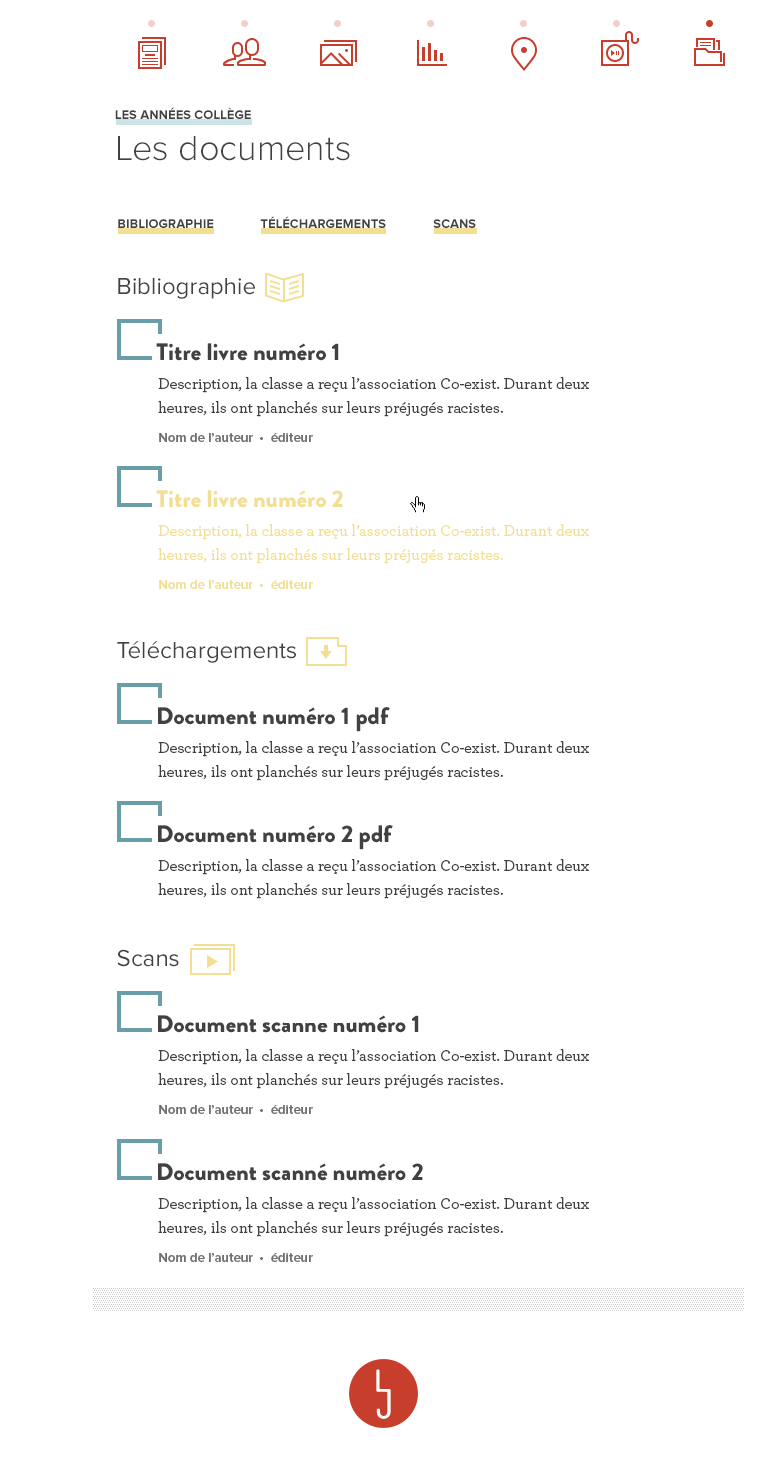 LES ANNÉES COLLÈGE
Les documents
BIBLIOGRAPHIE TÉLÉCHARGEMENTS SCANS
Bibliographie
Titre livre numéro 1
Description, la classe a reçu l’association Co-exist. Durant deux
heures, ils ont planchés sur leurs préjugés racistes.
Nom de l’auteur • éditeur
Titre livre numéro 2
Description, la classe a reçu l’association Co-exist. Durant deux
heures, ils ont planchés sur leurs préjugés racistes.
Nom de l’auteur • éditeur
Téléchargements
Document numéro 1 pdf
Description, la classe a reçu l’association Co-exist. Durant deux
heures, ils ont planchés sur leurs préjugés racistes.
Document numéro 2 pdf
Description, la classe a reçu l’association Co-exist. Durant deux
heures, ils ont planchés sur leurs préjugés racistes.
Scans
Document scanne numéro 1
Description, la classe a reçu l’association Co-exist. Durant deux
heures, ils ont planchés sur leurs préjugés racistes.
Nom de l’auteur • éditeur
Document scanné numéro 2
Description, la classe a reçu l’association Co-exist. Durant deux
heures, ils ont planchés sur leurs préjugés racistes.
Nom de l’auteur • éditeur